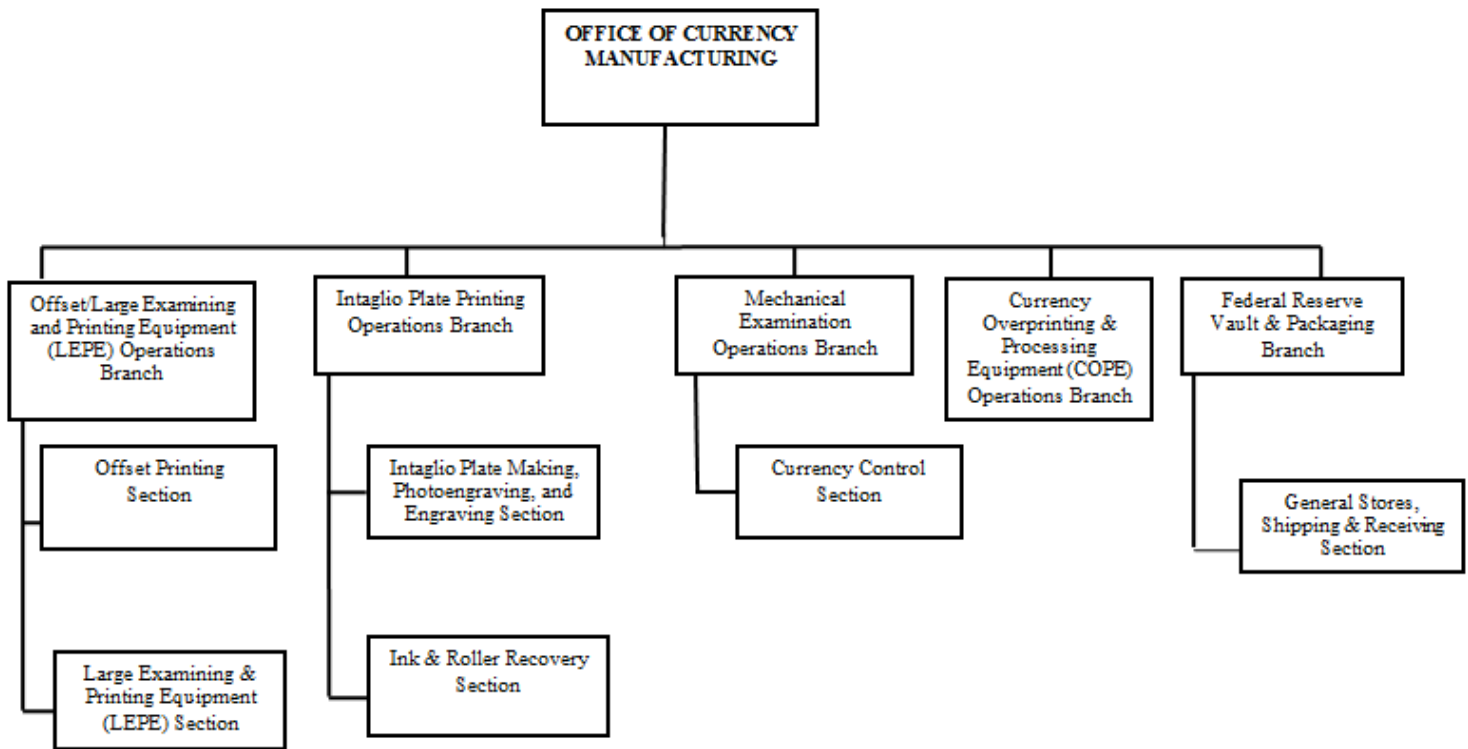 OFFICE OF CURRENCY
MANUFACTURING
Offset/Large Examining
and Printing Equipment
(LEPE) Operations
Branch
Intaglio Plate Printing
Operations Branch
Mechanical
Examination
Operations Branch
Currency
Overprinting &
Processing
Equipment (COPE)
Operations Branch
Federal Reserve
Vault & Packaging
Branch
Offset Printing
Section
Intaglio Plate Making,
Photoengraving, and
Engraving Section
Currency Control
Section
General Stores,
Shipping & Receiving
Section
Large Examining &
Printing Equipment
(LEPE) Section
Ink & Roller Recovery
Section